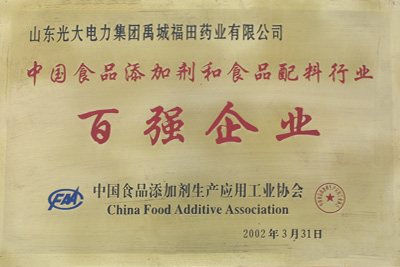 山东光大电力集团禹城福田药业有限公司
中国食品添加剂和食品配料行业
百强企业
中国食品添加剂生产应用工业协会
China Food Additive Association
2002年3月31日